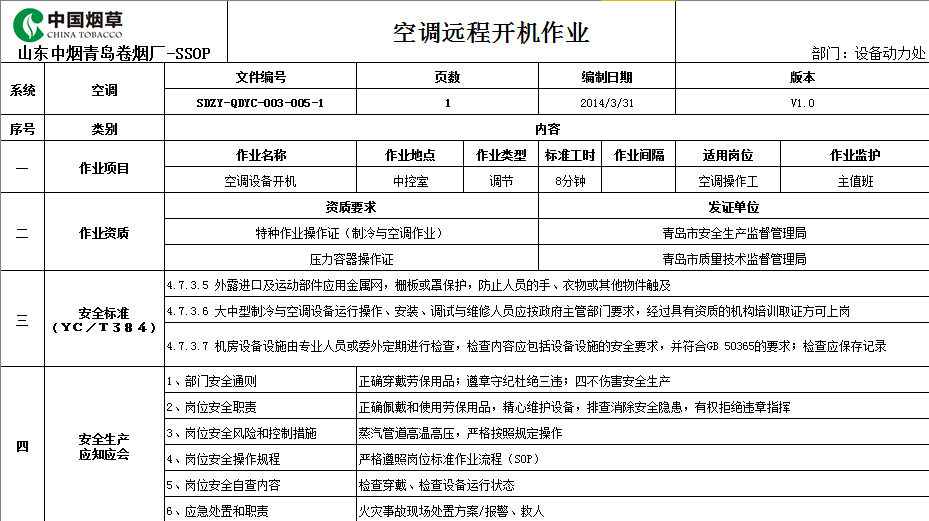 中国烟草
CHINA TOBACCO
山东中烟青岛卷烟厂-SSOP
空调远程开机作业
部门：设备动力处
系统 空调 文件编号 页数 编制日期 版本
SDZY-QDYC-003-005-1 1 2014/3/31 V1.0
序号 类别 内容
一 作业项目 作业名称 作业地点 作业类型 标准工时 作业间隔 适用岗位 作业监护
空调设备开机 中控室 调节 8分钟 空调操作工 主值班
二 作业资质 资质要求 发证单位
特种作业操作证（制冷与空调作业） 青岛市安全生产监督管理局
压力容器操作证 青岛市质量技术监督管理局
三 安全标准
（YC/T384）
4.7.3.5 外露进口及运动部件应用金属网，栅板或罩保护，防止人员的手、衣物或其他物件触及
4.7.3.6 大中型制冷与空调设备运行操作、安装、调试与维修人员应按政府主管部门要求，经过具有资质的机构培训取证方可上岗
4.7.3.7 机房设备设施由专业人员或委外定期进行检查，检查内容应包括设备设施的安全要求，并符合GB 50365的要求；检查应保存记录
四 安全生产
应知应会
1、部门安全通则 正确穿戴劳保用品；遵章守纪杜绝三违；四不伤害安全生产
2、岗位安全职责 正确佩戴和使用劳保用品，精心维护设备，排查消除安全隐患，有权拒绝违章指挥
3、岗位安全风险和控制措施 蒸汽管道高温高压，严格按照规定操作
4、岗位安全操作规程 严格遵照岗位标准作业流程（SOP）
5、岗位安全自查内容 检查穿戴、检查设备运行状态
6、应急处置和职责 火灾事故现场处置方案/报警、救人